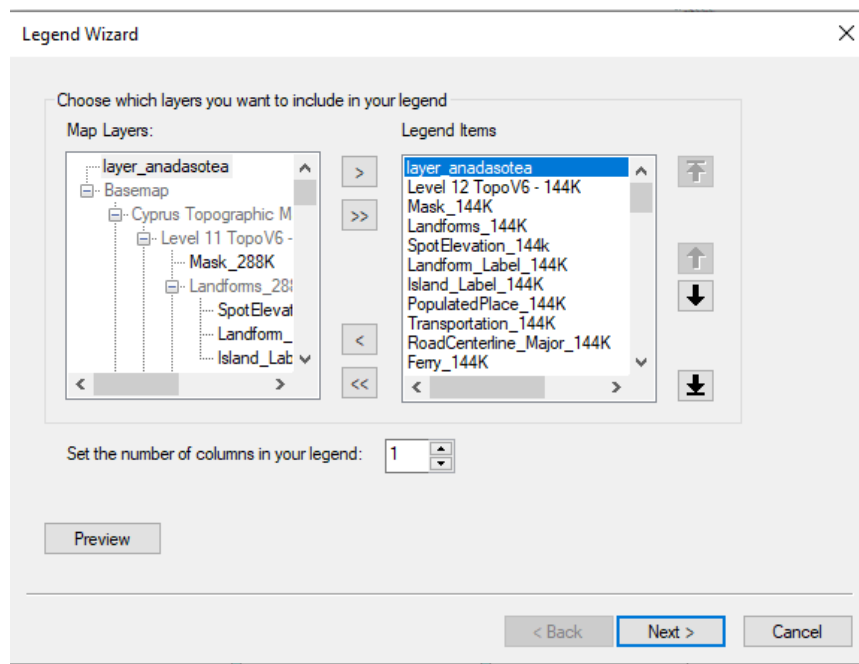 Legend Wizard
Choose which layers you want to include in your legend
Map Layers:
layer_anadasotea
Basemap
Cyprus Topographic M
Level 11 TopoV6 -
Mask_288K
Landforms_288
SpotElevat
Landform_
Island_Lab
>
>>
<
<<
Legend Items
layer_anadasotea
Level 12 TopoV6 - 144K
Mask_144K
Landforms_144K
SpotElevation_144k
Landform_Label_144K
Island_Label_144K
PopulatedPlace_144K
Transportation_144K
RoadCenterline_Major_144K
Ferry_144K
Set the number of columns in your legend: 1
Preview
< Back Next > Cancel